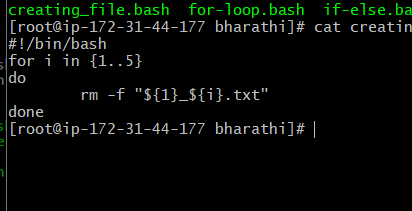 creating_file.bash for-loop.bash if-else.ba
[root@ip-172-31-44-177 bharathi]# cat creatin
#!/bin/bash
for i in {1..5}
do
        rm -f "${1}_${i}.txt"
done
[root@ip-172-31-44-177 bharathi]#